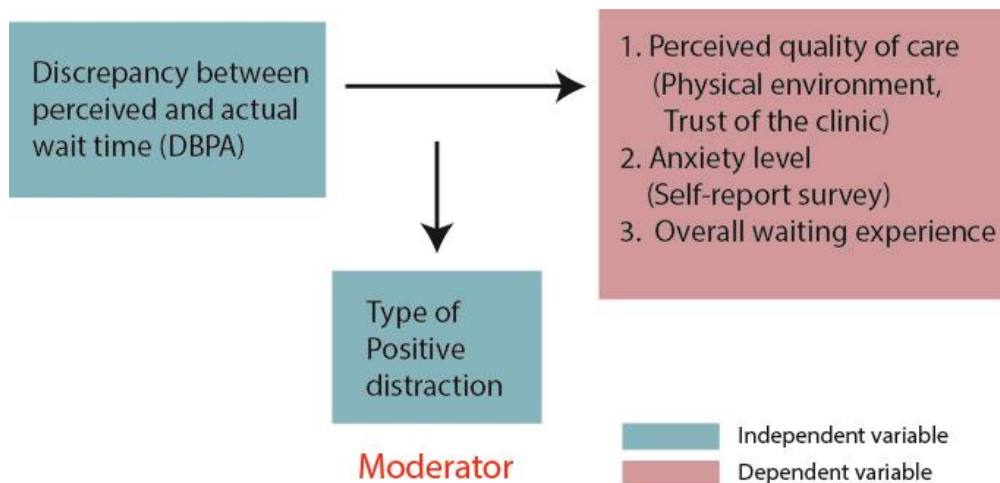 Discrepancy between
perceived and actual
wait time (DBPA)
1. Perceived quality of care
(Physical environment,
Trust of the clinic)
2. Anxiety level
(Self-report survey)
3. Overall waiting experience
Type of
Positive
distraction
Moderator
Independent variable
Dependent variable